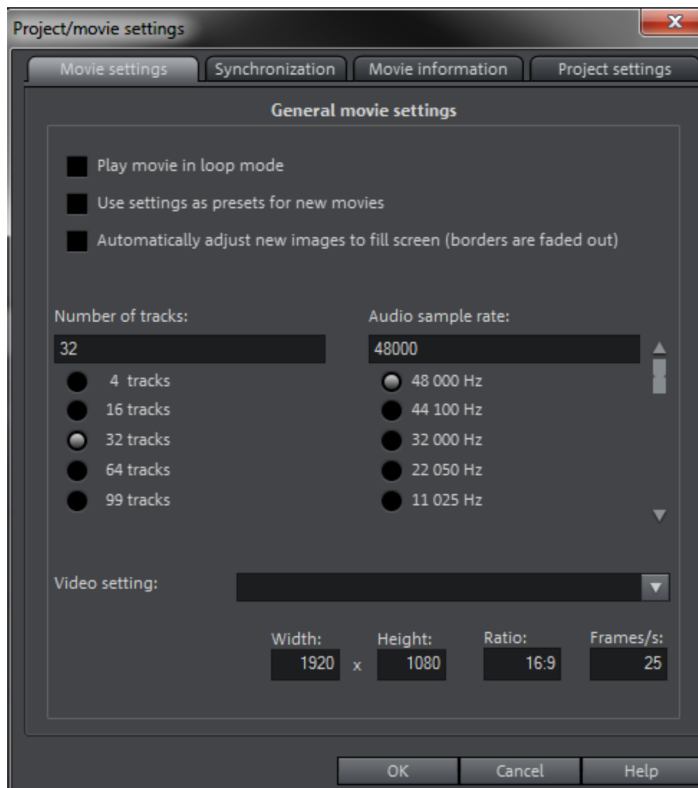 Project/movie settings
Movie settings Synchronization Movie information Project settings
General movie settings
Play movie in loop mode
Use settings as presets for new movies
Automatically adjust new images to fill screen (borders are faded out)
Number of tracks: Audio sample rate:
32 48000
4 tracks 48 000 Hz
16 tracks 44 100 Hz
32 tracks 32 000 Hz
64 tracks 22 050 Hz
99 tracks 11 025 Hz
Video setting:
Width: Height: Ratio: Frames/s:
1920 x 1080 16:9 25
OK Cancel Help